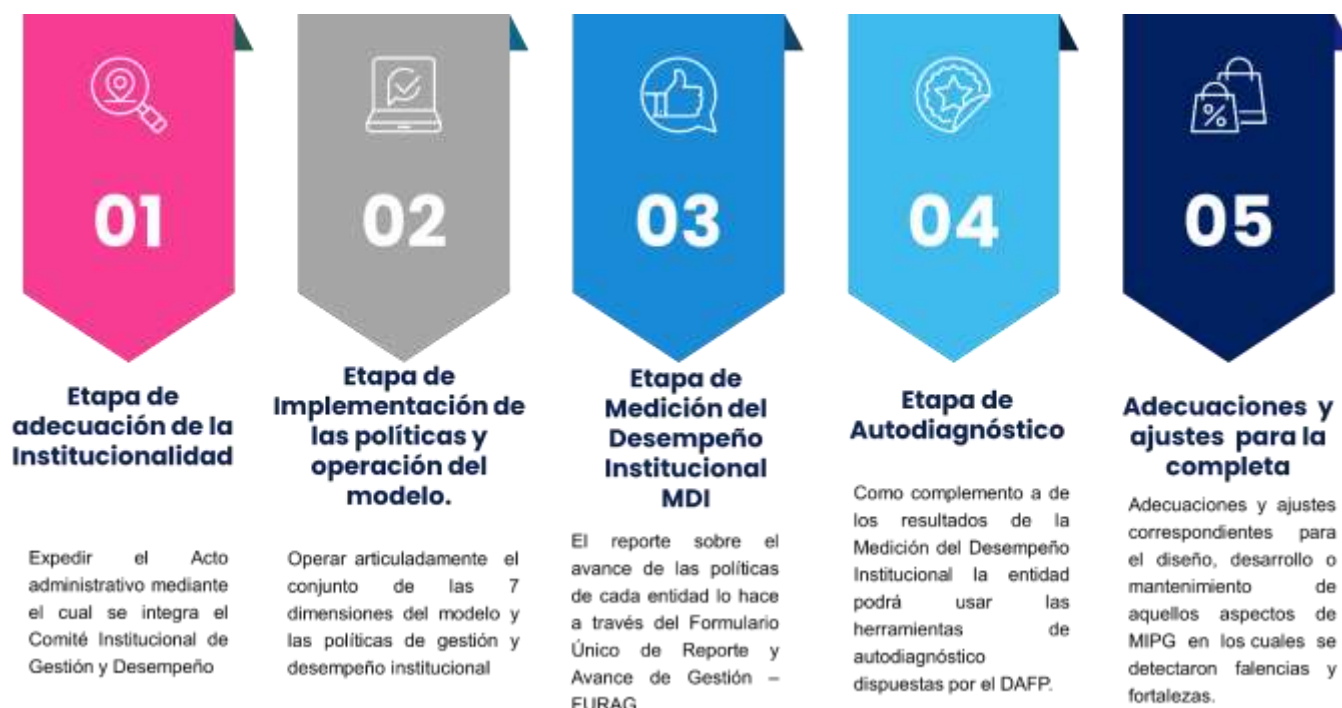 01
Etapa de
adecuación de la
Institucionalidad
Expedir el Acto
administrativo mediante
el cual se integra el
Comité Institucional de
Gestión y Desempeño
02
Etapa de
Implementación de
las políticas y
operación del
modelo.
Operar articuladamente el
conjunto de las 7
dimensiones del modelo y
las políticas de gestión y
desempeño institucional
03
Etapa de
Medición del
Desempeño
Institucional
MDI
El reporte sobre el
avance de las políticas
de cada entidad lo hace
a través del Formulario
Único de Reporte y
Avance de Gestión –
FURAG
04
Etapa de
Autodiagnóstico
Como complemento a de
los resultados de la
Medición del Desempeño
Institucional la entidad
podrá usar las
herramientas de
autodiagnóstico
dispuestas por el DAFP.
%
05
Adecuaciones y
ajustes para la
completa
Adecuaciones y ajustes
correspondientes para
el diseño, desarrollo o
mantenimiento de
aquellos aspectos de
MIPG en los cuales se
detectaron falencias y
fortalezas.